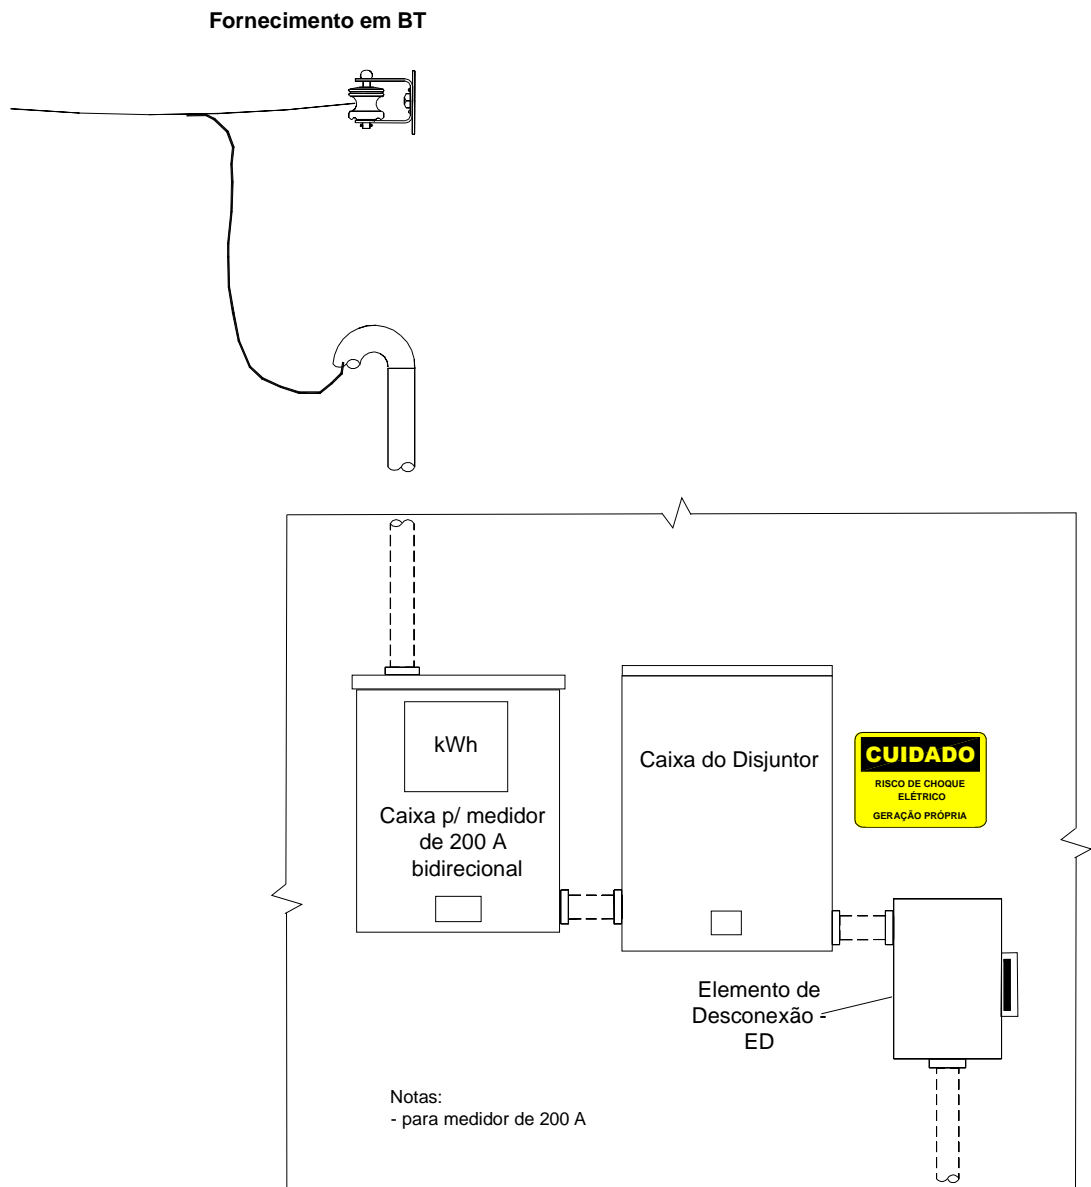 Fornecimento em BT
kWh
Caixa p/ medidor
de 200 A
bidirecional
Caixa do Disjuntor
CUIDADO
RISCO DE CHOQUE
ELÉTRICO
GERAÇÃO PRÓPRIA
Elemento de
Desconexão -
ED
Notas:
- para medidor de 200 A